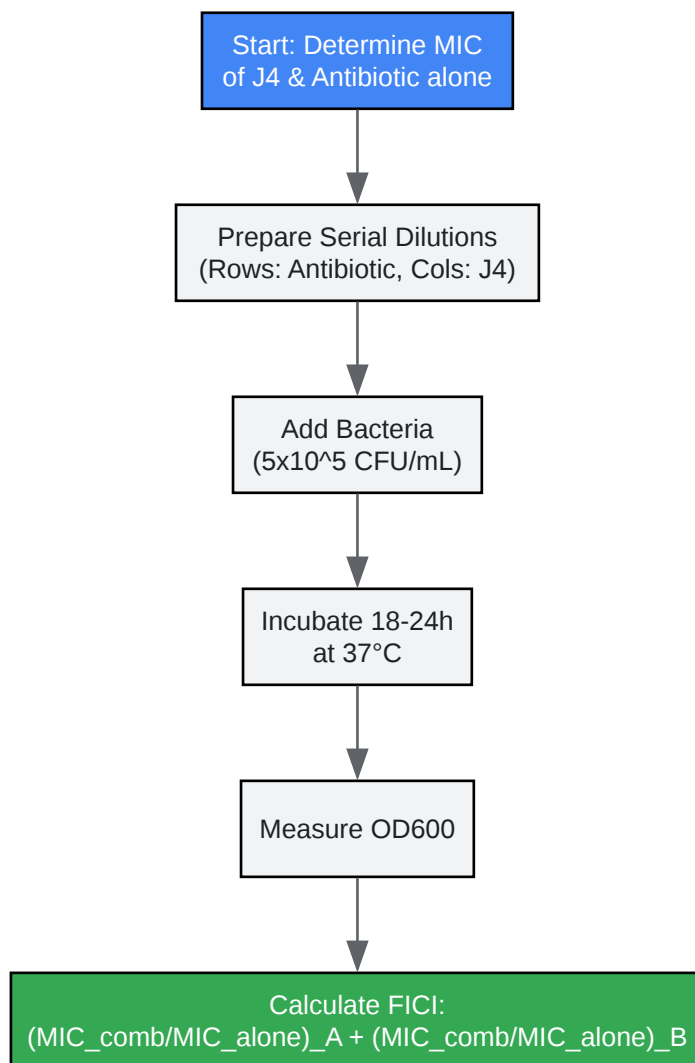 Start: Determine MIC
of J4 & Antibiotic alone
Prepare Serial Dilutions
(Rows: Antibiotic, Cols: J4)
Add Bacteria
(5x10^5 CFU/mL)
Incubate 18-24h
at 37°C
Measure OD600
Calculate FICI:
(MIC_comb/MIC_alone)_A + (MIC_comb/MIC_alone)_B